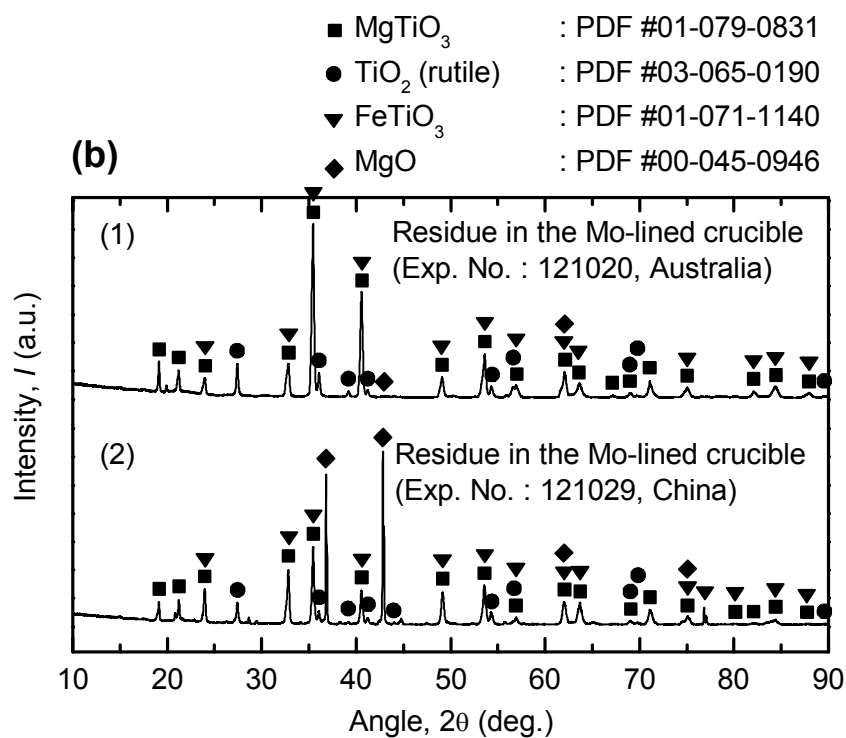 ■ MgTiO₃ : PDF #01-079-0831
● TiO₂ (rutile) : PDF #03-065-0190
▼ FeTiO₃ : PDF #01-071-1140
◆ MgO : PDF #00-045-0946
(b)
(1) Residue in the Mo-lined crucible
(Exp. No. : 121020, Australia)
(2) Residue in the Mo-lined crucible
(Exp. No. : 121029, China)
Intensity, I (a.u.)
10 20 30 40 50 60 70 80 90
Angle, 2θ (deg.)